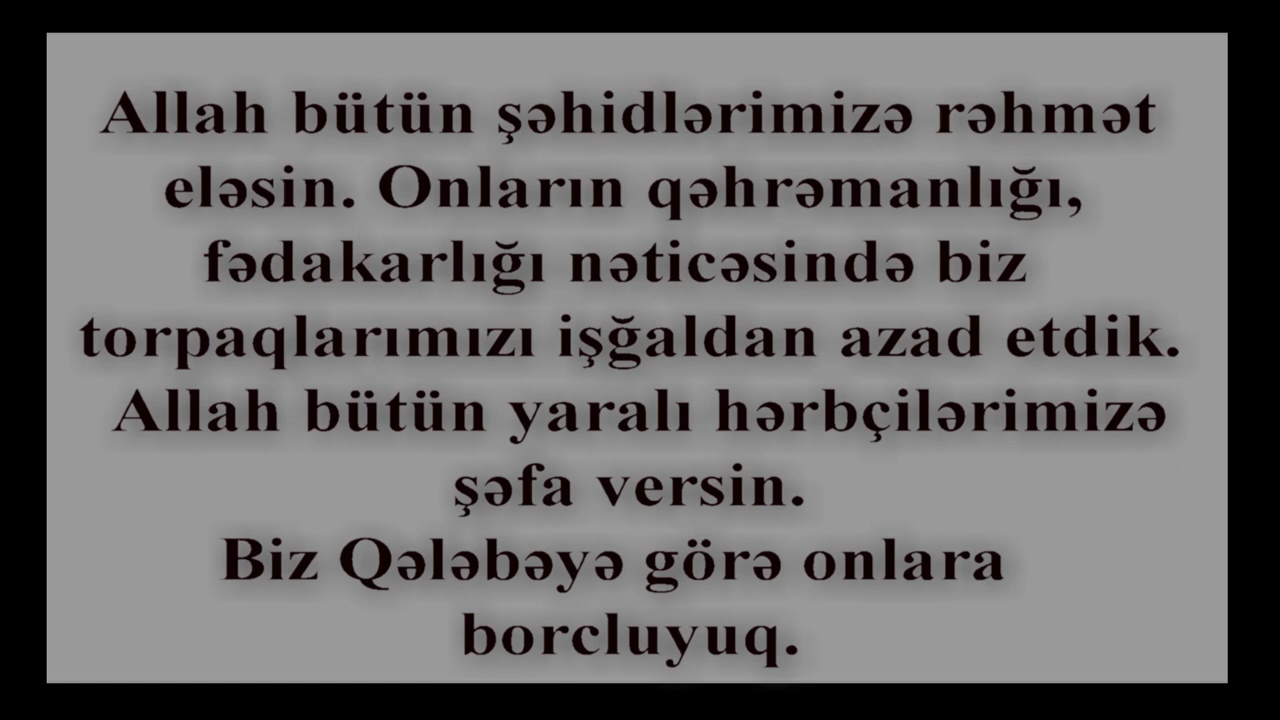 Allah bütün şəhidlərimizə rəhmət
eləsin. Onların qəhrəmanlığı,
fədakarlığı nəticəsində biz
torpaqlarımızı işğaldan azad etdik.
Allah bütün yaralı hərbçilərimizə
şəfa versin.
Biz Qələbəyə görə onlara
borcluyuq.